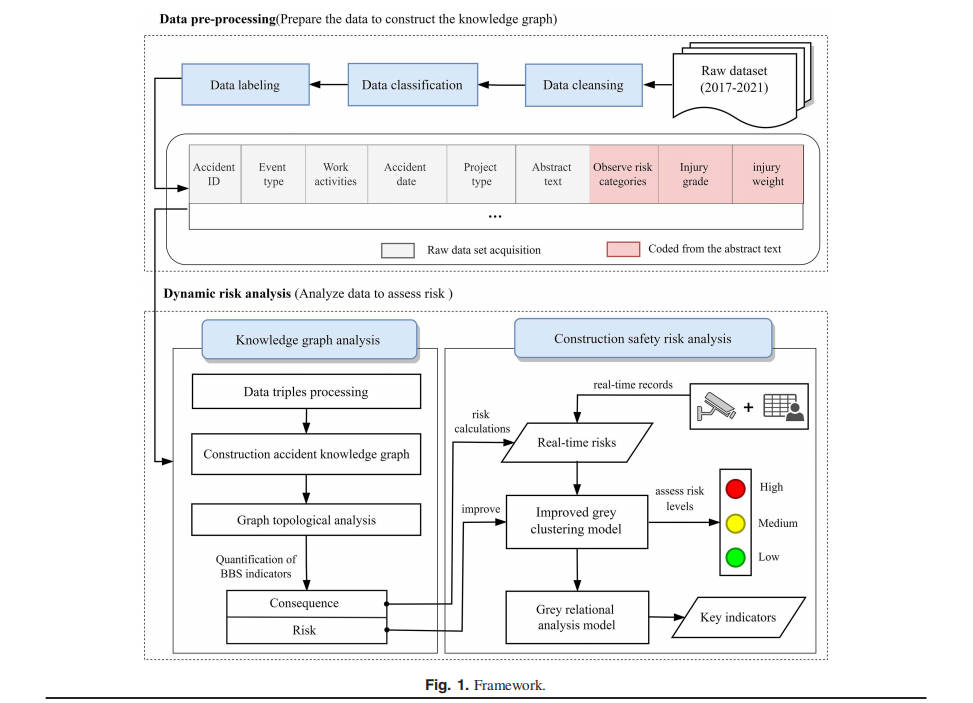 Data pre-processing(Prepare the data to construct the knowledge graph)
Data labeling
Data classification
Data cleansing
Raw dataset
(2017-2021)
Accident
ID
Event
type
Work
activities
Accident
date
Project
type
Abstract
text
Observe risk
categories
Injury
grade
injury
weight
...
Raw data set acquisition
Coded from the abstract text
Dynamic risk analysis (Analyze data to assess risk )
Knowledge graph analysis
Data triples processing
Construction accident knowledge graph
Graph topological analysis
Quantification of
BBS indicators
Consequence
Risk
Construction safety risk analysis
real-time records
+
risk
calculations
Real-time risks
improve
Improved grey
clustering model
assess risk
levels
High
Medium
Low
Grey relational
analysis model
Key indicators
Fig. 1. Framework.